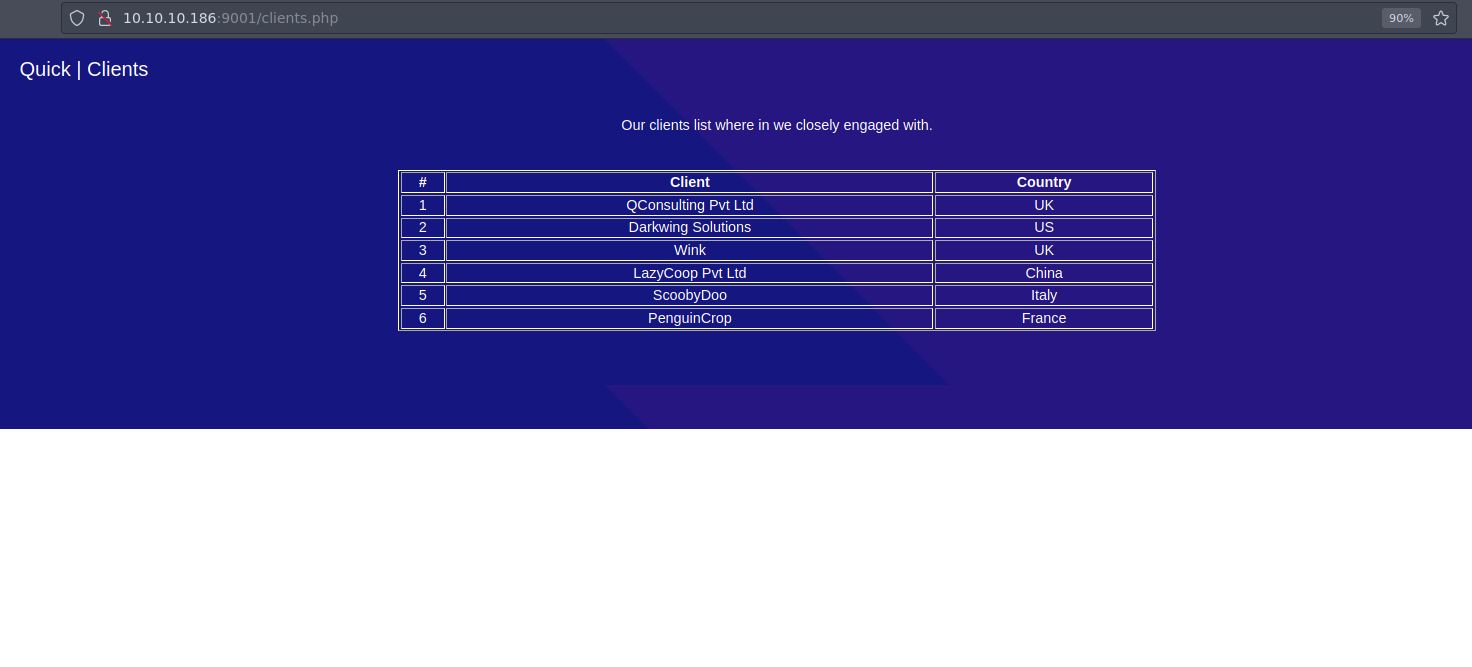 10.10.10.186:9001/clients.php 90%
Quick | Clients
Our clients list where in we closely engaged with.
# Client Country
1 QConsulting Pvt Ltd UK
2 Darkwing Solutions US
3 Wink UK
4 LazyCoop Pvt Ltd China
5 ScoobyDoo Italy
6 PenguinCrop France